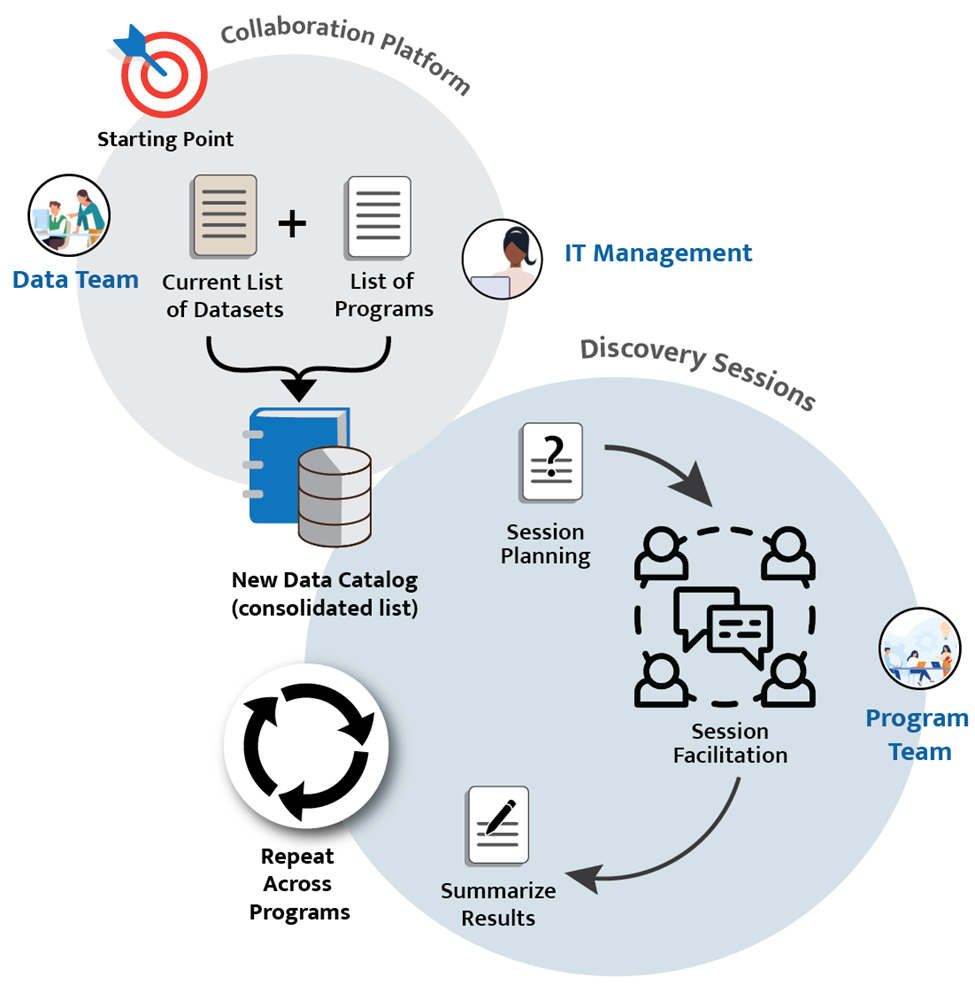 Collaboration Platform
Starting Point
Data Team
Current List
of Datasets
+
List of
Programs
IT Management
New Data Catalog
(consolidated list)
Discovery Sessions
?
Session
Planning
Session
Facilitation
Program
Team
Summarize
Results
Repeat
Across
Programs